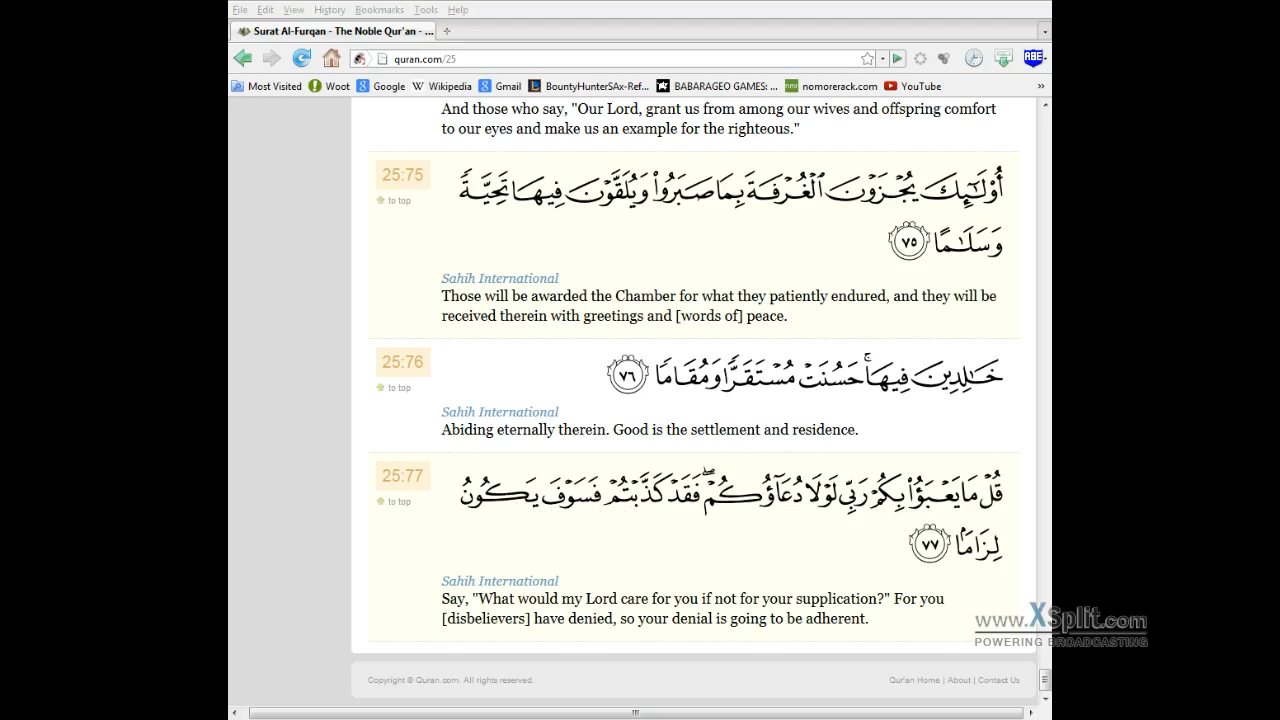 File Edit View History Bookmarks Tools Help
Surat Al-Furqan - The Noble Qur'an - ...
quran.com/25
Most Visited Woot Google Wikipedia Gmail BountyHunterSAx-Ref... BABARAGEO GAMES: ... nomorerack.com YouTube »
And those who say, "Our Lord, grant us from among our wives and offspring comfort
to our eyes and make us an example for the righteous."
25:75
to top
أُو۟لَـٰٓئِكَ يُجْزَوْنَ ٱلْغُرْفَةَ بِمَا صَبَرُوا۟ وَيُلَقَّوْنَ فِيهَا تَحِيَّةً
وَسَلَـٰمًا ٧٥
Sahih International
Those will be awarded the Chamber for what they patiently endured, and they will be
received therein with greetings and [words of] peace.
25:76
to top
خَـٰلِدِينَ فِيهَا ۚ حَسُنَتْ مُسْتَقَرًّا وَمُقَامًا ٧٦
Sahih International
Abiding eternally therein. Good is the settlement and residence.
25:77
to top
قُلْ مَا يَعْبَؤُا۟ بِكُمْ رَبِّى لَوْلَا دُعَآؤُكُمْ ۖ فَقَدْ كَذَّبْتُمْ فَسَوْفَ يَكُونُ
لِزَامًۢا ٧٧
Sahih International
Say, "What would my Lord care for you if not for your supplication?" For you
[disbelievers] have denied, so your denial is going to be adherent.
www.XSplit.com
POWERING BROADCASTING
Copyright © Quran.com. All rights reserved. Qur'an Home | About | Contact Us
ABE